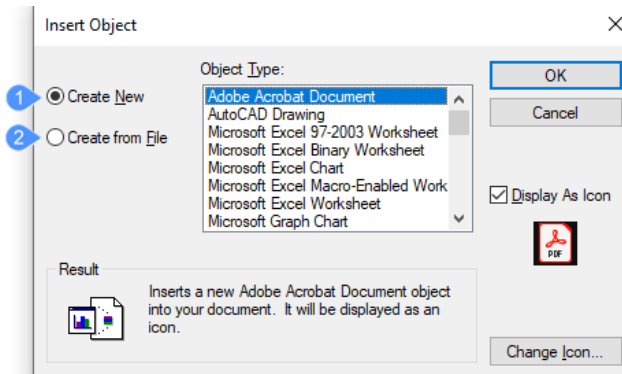 Insert Object
Object Type:
OK
1 Create New
Adobe Acrobat Document
AutoCAD Drawing
Cancel
Microsoft Excel 97-2003 Worksheet
2 Create from File
Microsoft Excel Binary Worksheet
Microsoft Excel Chart
Microsoft Excel Macro-Enabled Work
Microsoft Excel Worksheet
Microsoft Graph Chart
Display As Icon
PDF
Result
Inserts a new Adobe Acrobat Document object
into your document. It will be displayed as an
icon.
Change Icon...